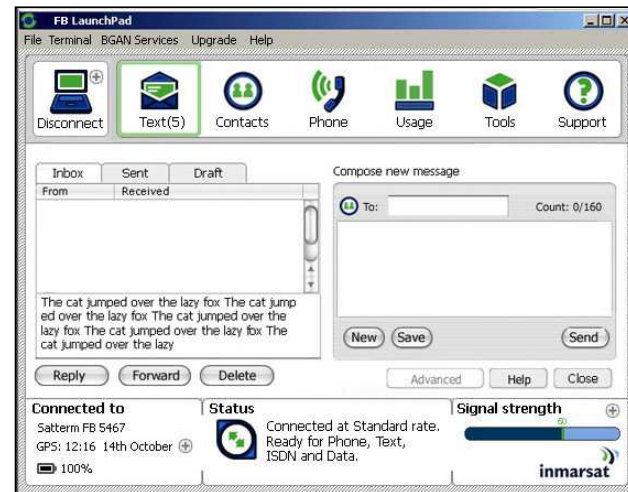 FB LaunchPad
File Terminal BGAN Services Upgrade Help
Disconnect Text(5) Contacts Phone Usage Tools Support
Inbox Sent Draft
From Received
The cat jumped over the lazy fox The cat jump
ed over the lazy fox The cat jumped over the
lazy fox The cat jumped over the lazy fox The
cat jumped over the lazy
Reply Forward Delete
Compose new message
To: Count: 0/160
New Save Send
Advanced Help Close
Connected to
Satterm FB 5467
GPS: 12:16 14th October
100%
Status
Connected at Standard rate.
Ready for Phone, Text,
ISDN and Data.
Signal strength
inmarsat